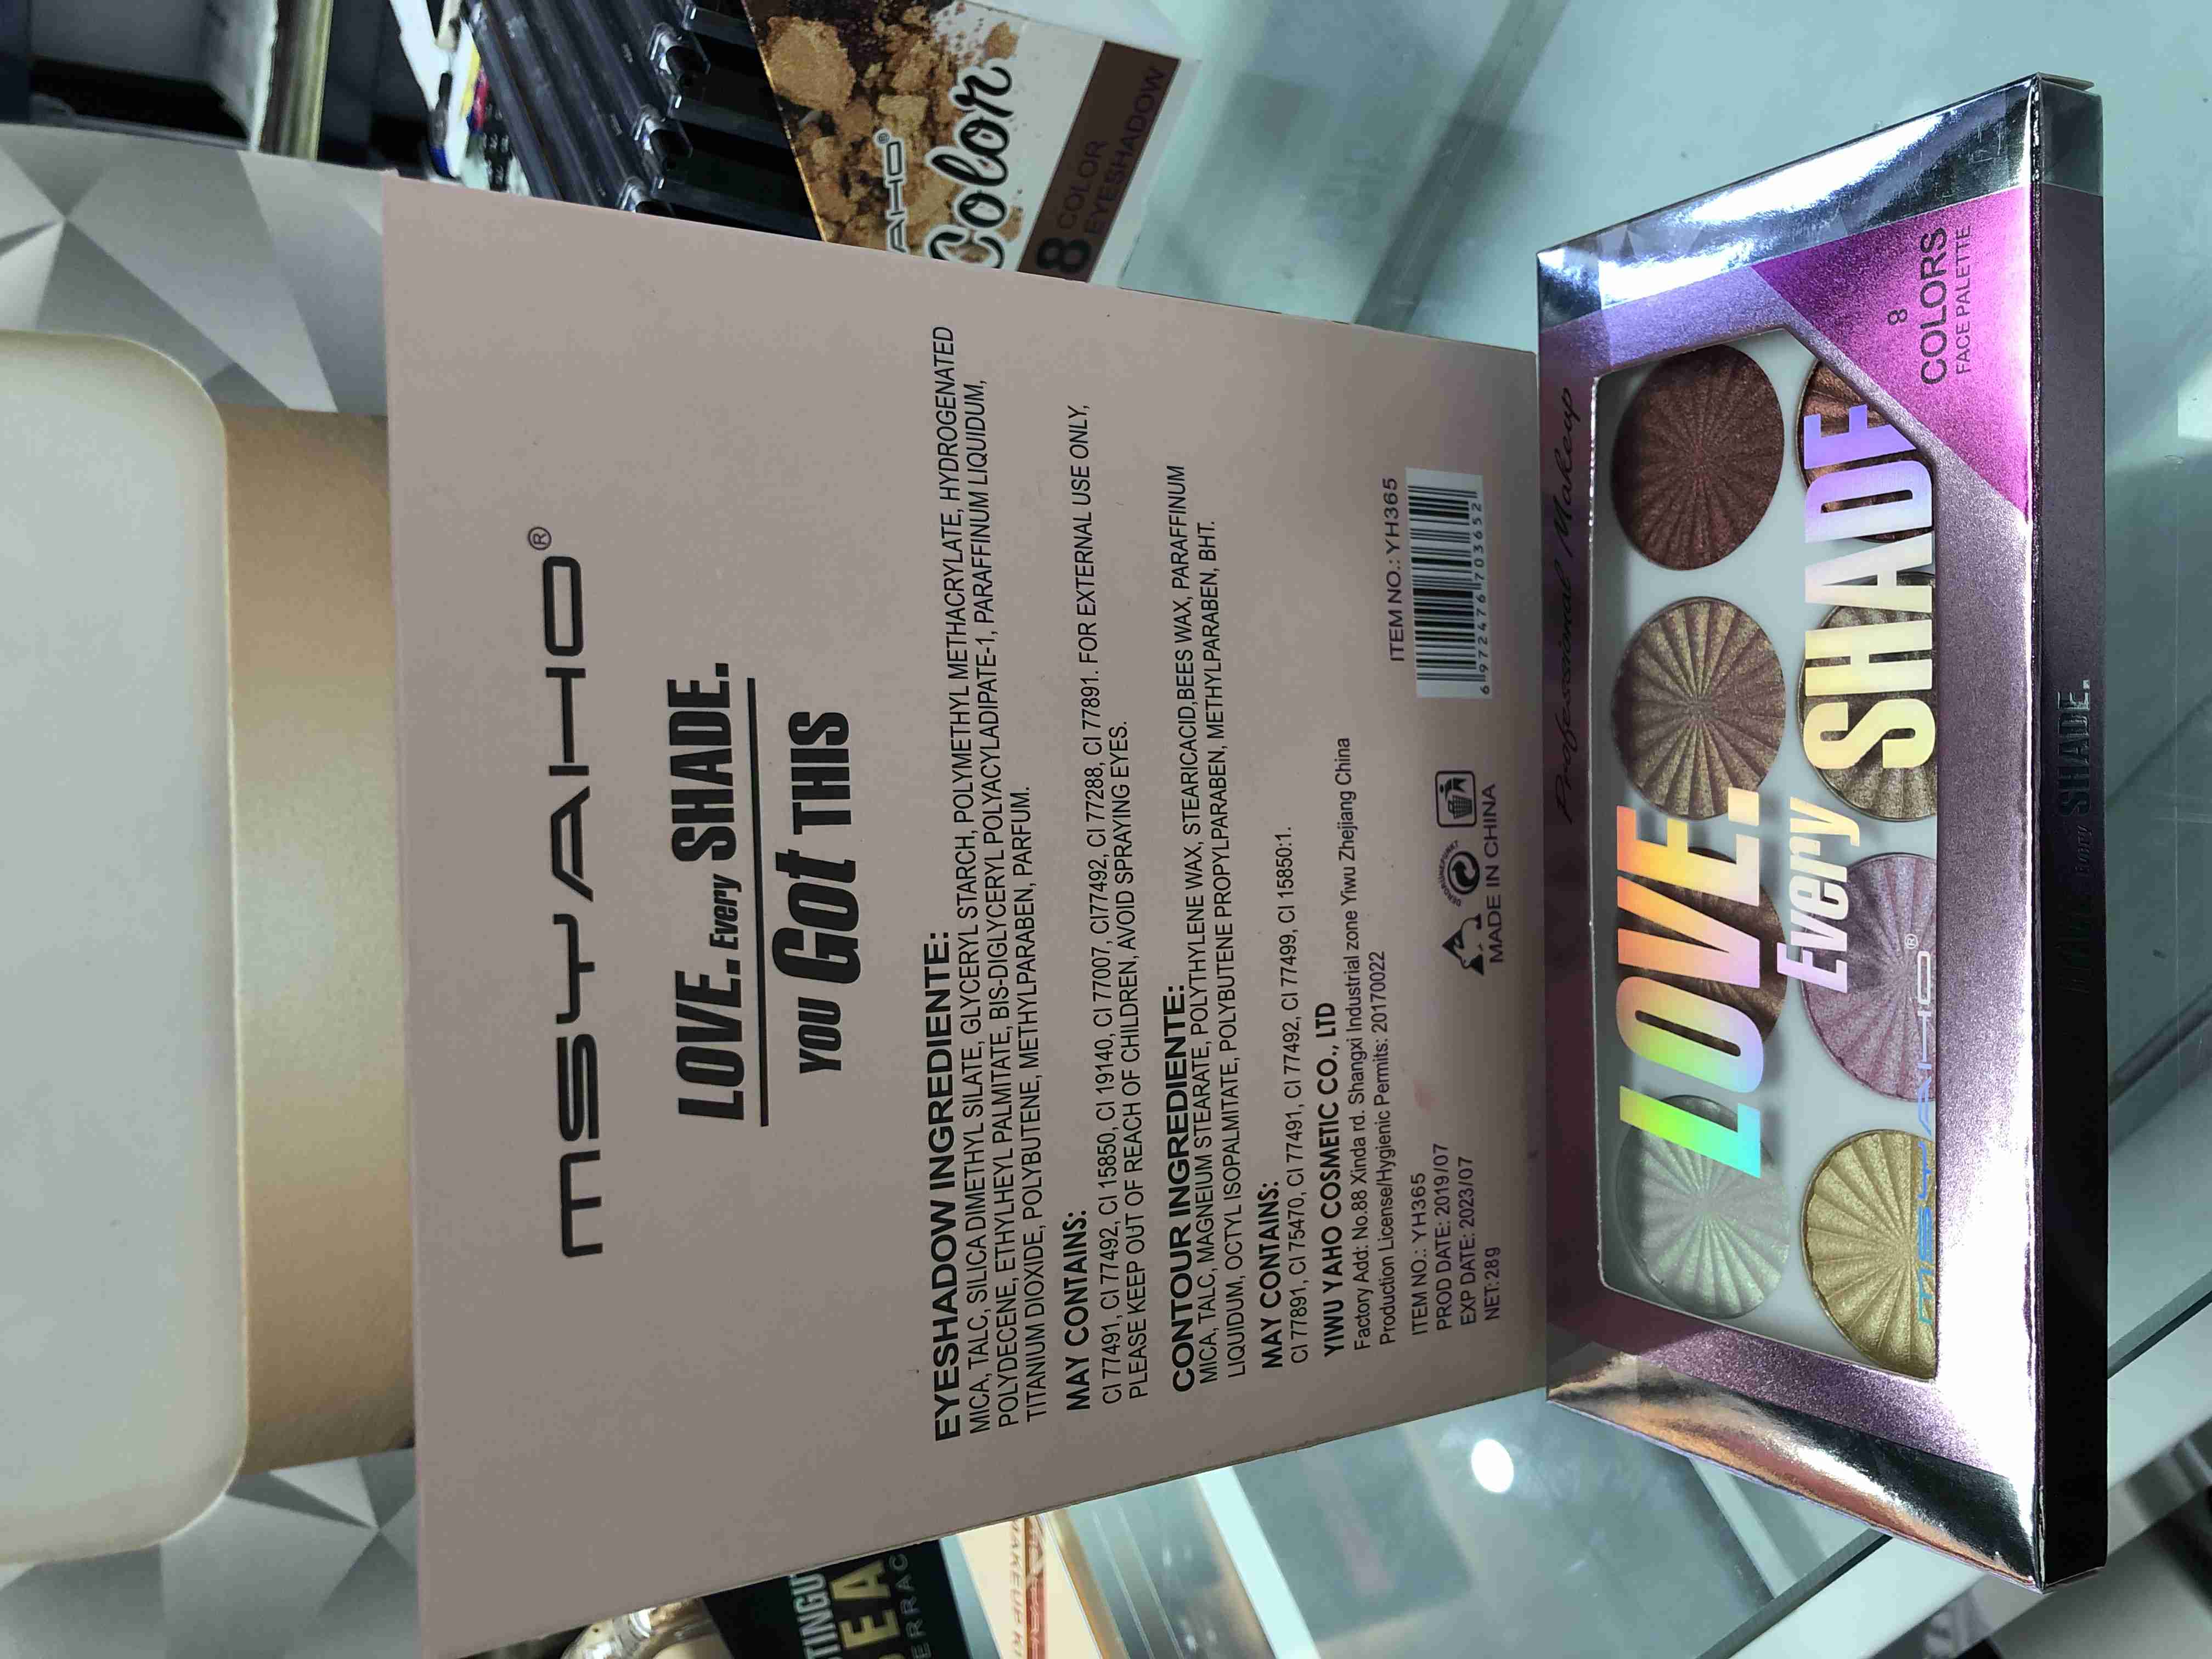 MSYAHO®
LOVE. Every SHADE.
YOU Got THIS
EYESHADOW INGREDIENTE:
MICA, TALC, SILICA DIMETHYL SILATE, GLYCERYL STARCH, POLYMETHYL METHACRYLATE, HYDROGENATED
POLYDECENE, ETHYLHEYL PALMITATE, BIS-DIGLYCERYL POLYACYLADIPATE-1, PARAFFINUM LIQUIDUM,
TITANIUM DIOXIDE, POLYBUTENE, METHYLPARABEN, PARFUM.
MAY CONTAINS:
CI 77491, CI 77492, CI 15850, CI 19140, CI 77007, CI77492, CI 77288, CI 77891. FOR EXTERNAL USE ONLY,
PLEASE KEEP OUT OF REACH OF CHILDREN, AVOID SPRAYING EYES.
CONTOUR INGREDIENTE:
MICA, TALC, MAGNEIUM STEARATE, POLYTHYLENE WAX, STEARICACID,BEES WAX, PARAFFINUM
LIQUIDUM, OCTYL ISOPALMITATE, POLYBUTENE PROPYLPARABEN, METHYLPARABEN, BHT.
MAY CONTAINS:
CI 77891, CI 75470, CI 77491, CI 77492, CI 77499, CI 15850:1.
YIWU YAHO COSMETIC CO., LTD
Factory Add: No.88 Xinda rd. Shangxi Industrial zone Yiwu Zhejiang China
Production License/Hygienic Pemits: 20170022
ITEM NO.: YH365
PROD DATE: 2019/07
EXP DATE: 2023/07
NET:28g
MADE IN CHINA
ITEM NO.: YH365
6 972476 703652
Professional Makeup
LOVE.
Every SHADE
MSYAHO®
8
COLORS
FACE PALETTE
LOVE. Every SHADE.
AHO®
Color
8 COLOR
EYESHADOW